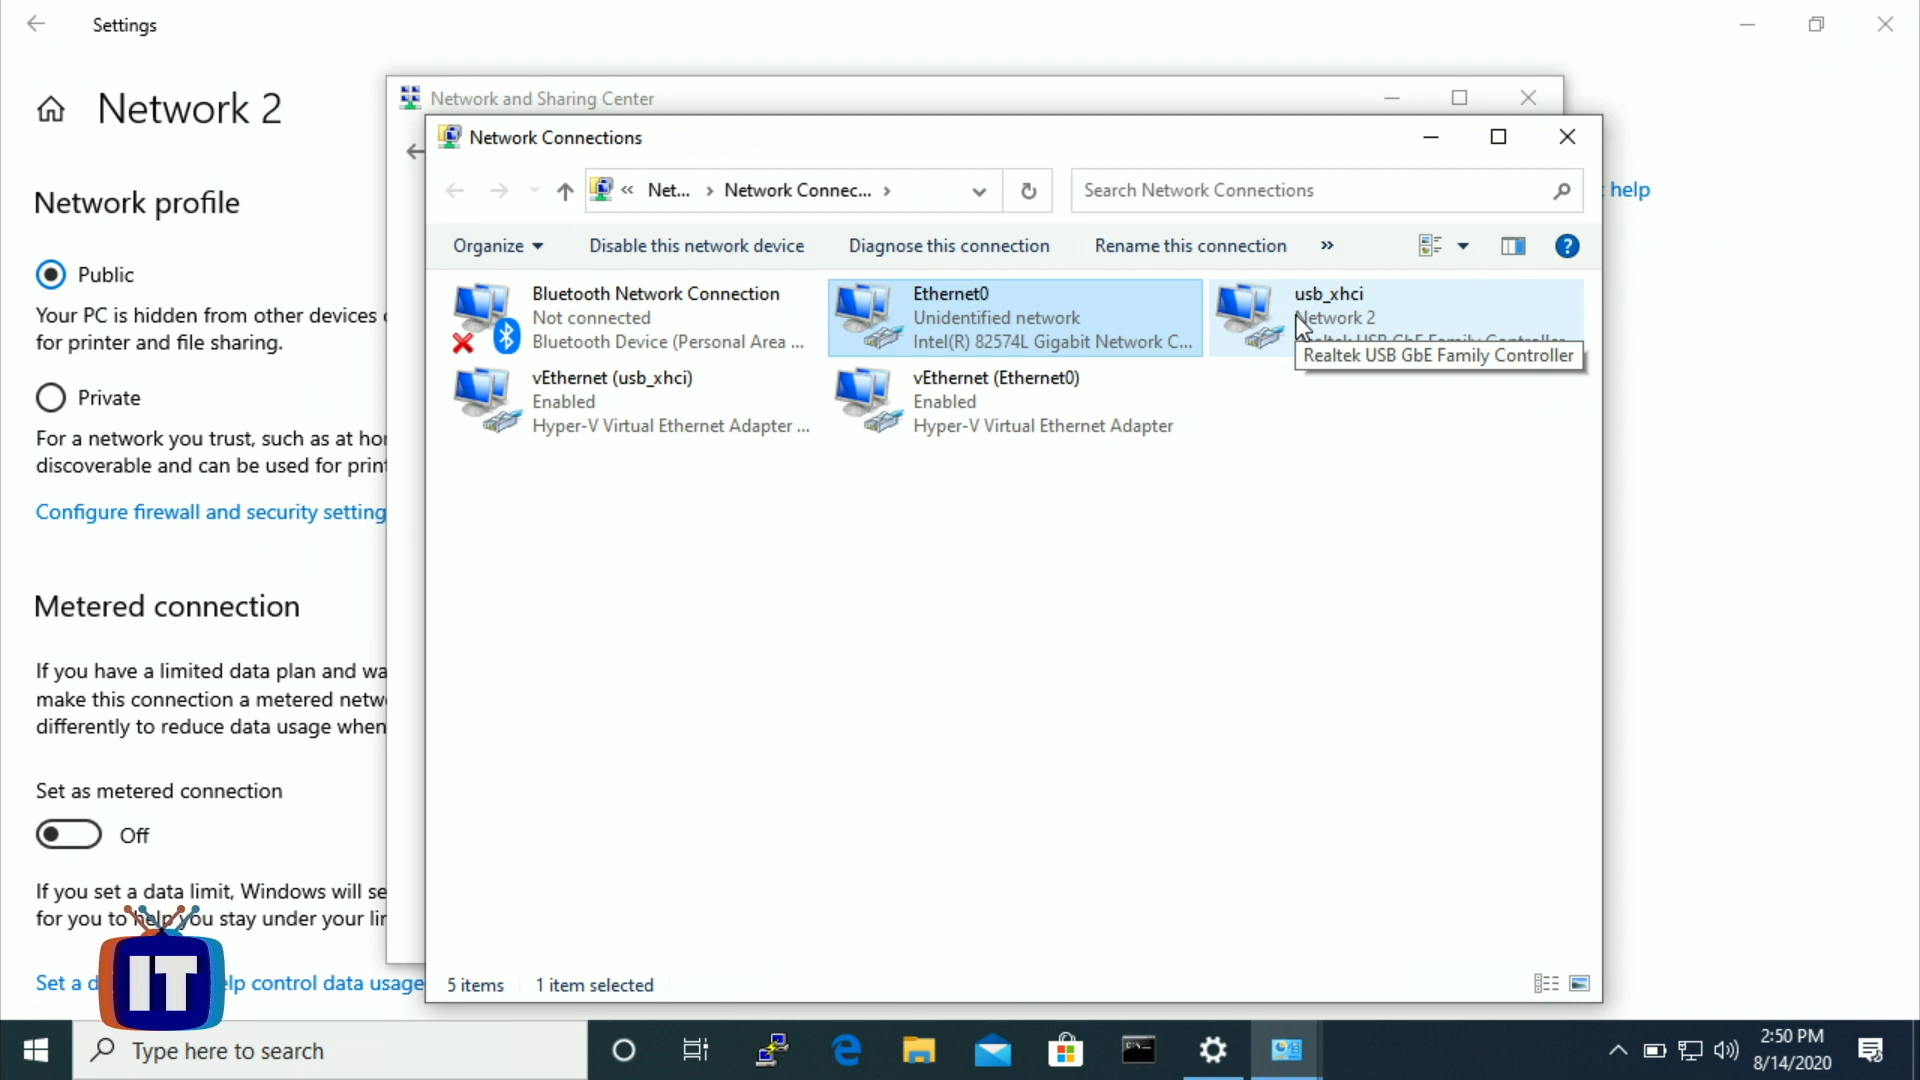 Settings
Network 2
Network profile
Public
Your PC is hidden from other devices
for printer and file sharing.
Private
For a network you trust, such as at
discoverable and can be used for
Configure firewall and security setting
Metered connection
If you have a limited data plan and
make this connection a metered
differently to reduce data usage when
Set as metered connection
Off
If you set a data limit, Windows will
for you to help you stay under your
Set a
help control data usage
IT
Network and Sharing Center
help
Network Connections
« Net... > Network Connec... >
Search Network Connections
Organize
Disable this network device
Diagnose this connection
Rename this connection
»
?
Bluetooth Network Connection
Not connected
Bluetooth Device (Personal Area ...
Ethernet0
Unidentified network
Intel(R) 82574L Gigabit Network C...
usb_xhci
Network 2
Realtek USB GbE Family Controller
Realtek USB GbE Family Controller
vEthernet (usb_xhci)
Enabled
Hyper-V Virtual Ethernet Adapter ...
vEthernet (Ethernet0)
Enabled
Hyper-V Virtual Ethernet Adapter
5 items
1 item selected
Type here to search
2:50 PM
8/14/2020